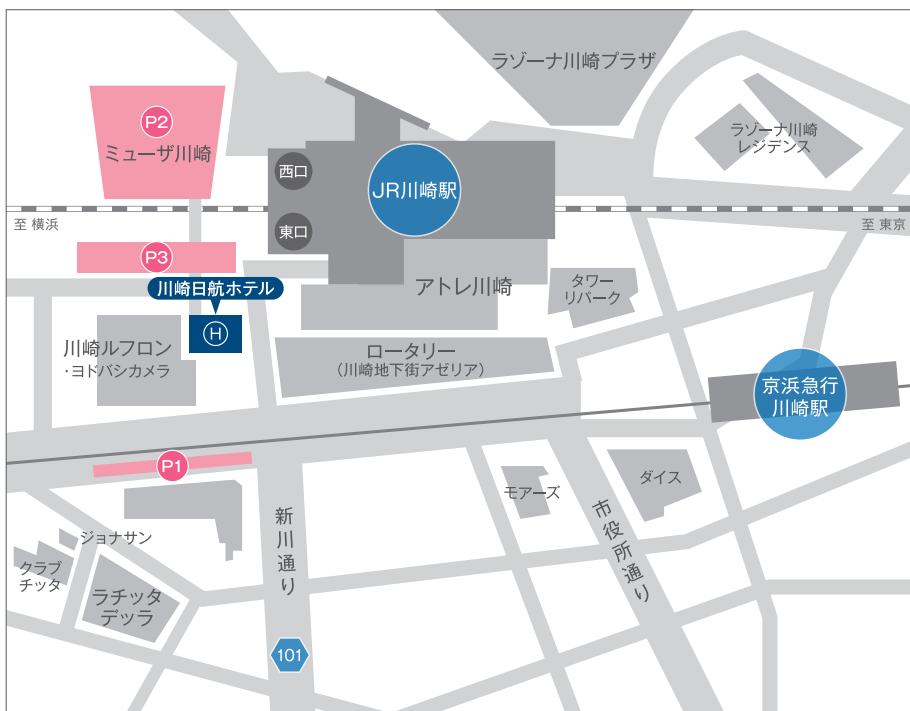 ラゾーナ川崎プラザ
P2
ミューザ川崎
ラゾーナ川崎
レジデンス
西口
JR川崎駅
至 横浜
東口
至 東京
P3
川崎日航ホテル
H
アトレ川崎
タワー
リパーク
川崎ルフロン
・ヨドバシカメラ
ロータリー
(川崎地下街アゼリア)
京浜急行
川崎駅
P1
モアーズ
ダイス
新川通り
市役所通り
ジョナサン
クラブ
チッタ
ラチッタ
デッラ
101